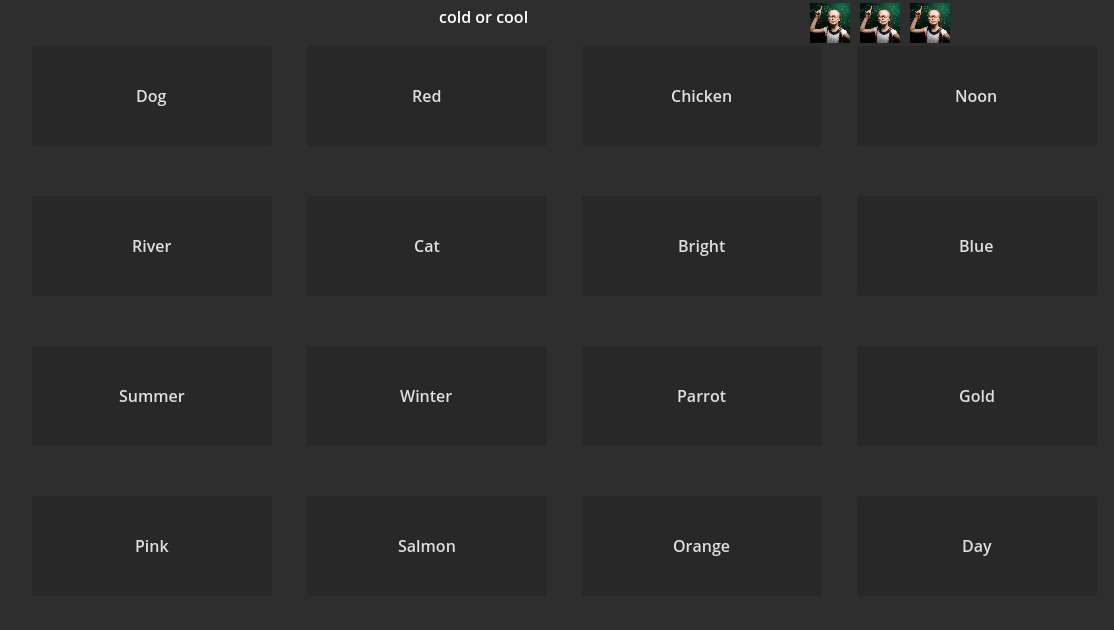 cold or cool
Dog
Red
Chicken
Noon
River
Cat
Bright
Blue
Summer
Winter
Parrot
Gold
Pink
Salmon
Orange
Day